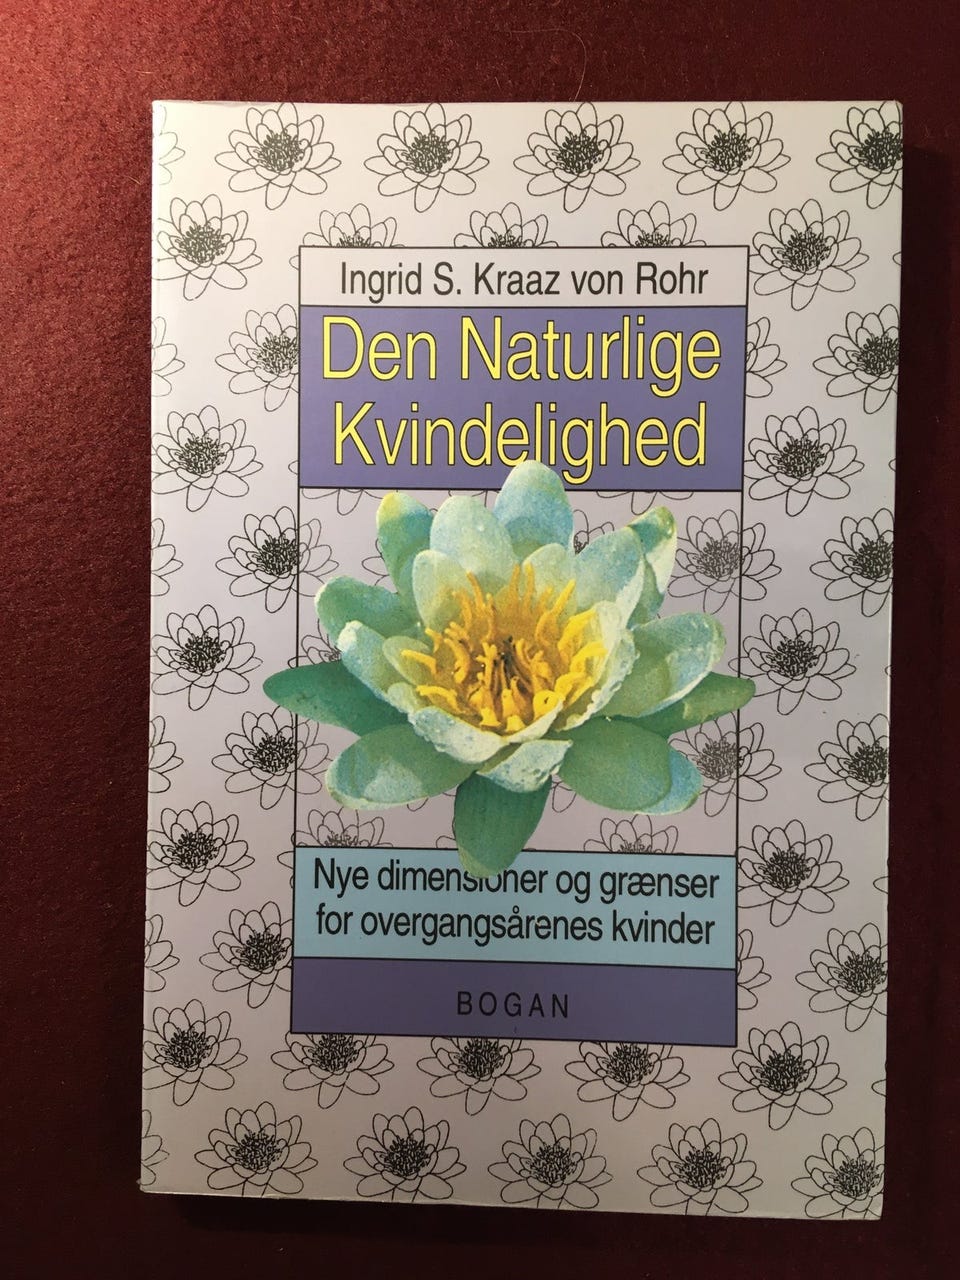 Ingrid S. Kraaz von Rohr
Den Naturlige
Kvindelighed
Nye dimensioner og grænser
for overgangsårenes kvinder
BOGAN